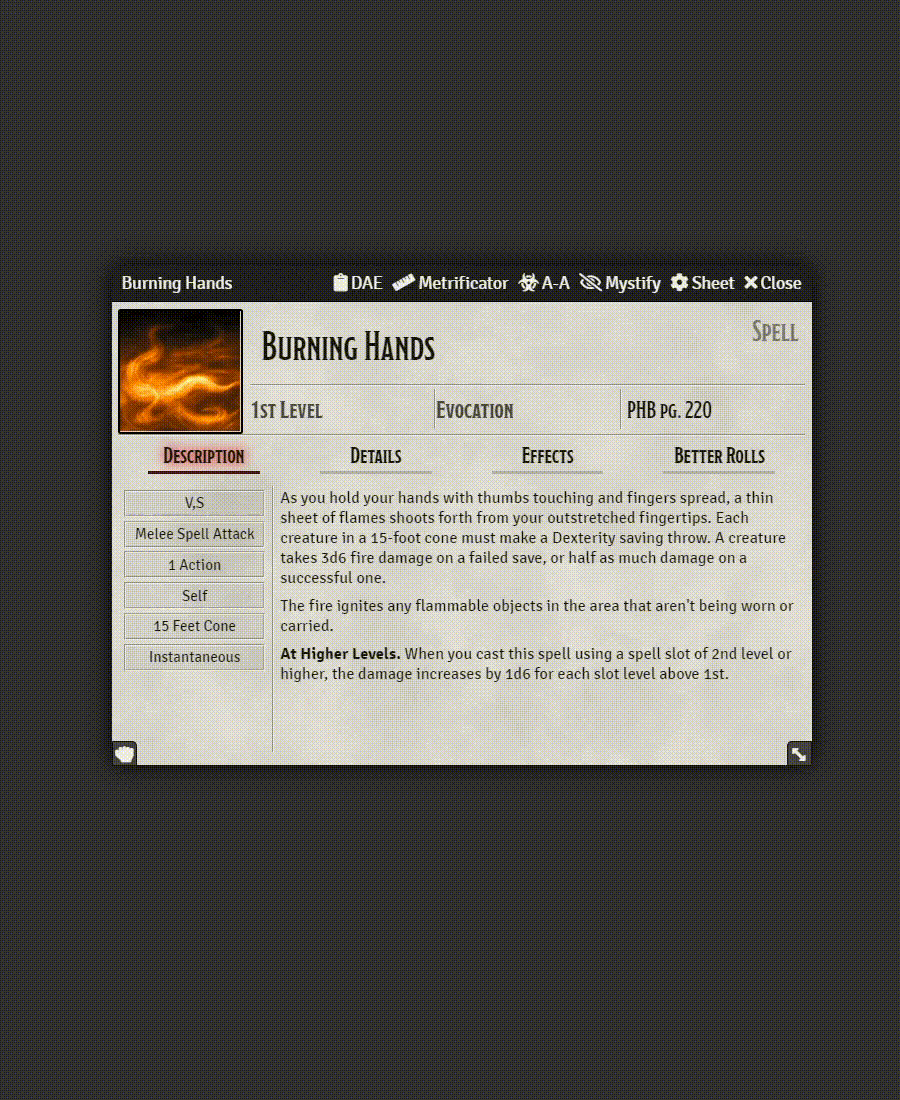 Burning Hands DAE Metrificator A-A Mystify Sheet Close
Spell
Burning Hands
1st Level Evocation PHB pg. 220
Description Details Effects Better Rolls
V,S
Melee Spell Attack
1 Action
Self
15 Feet Cone
Instantaneous
As you hold your hands with thumbs touching and fingers spread, a thin
sheet of flames shoots forth from your outstretched fingertips. Each
creature in a 15-foot cone must make a Dexterity saving throw. A creature
takes 3d6 fire damage on a failed save, or half as much damage on a
successful one.
The fire ignites any flammable objects in the area that aren't being worn or
carried.
At Higher Levels. When you cast this spell using a spell slot of 2nd level or
higher, the damage increases by 1d6 for each slot level above 1st.